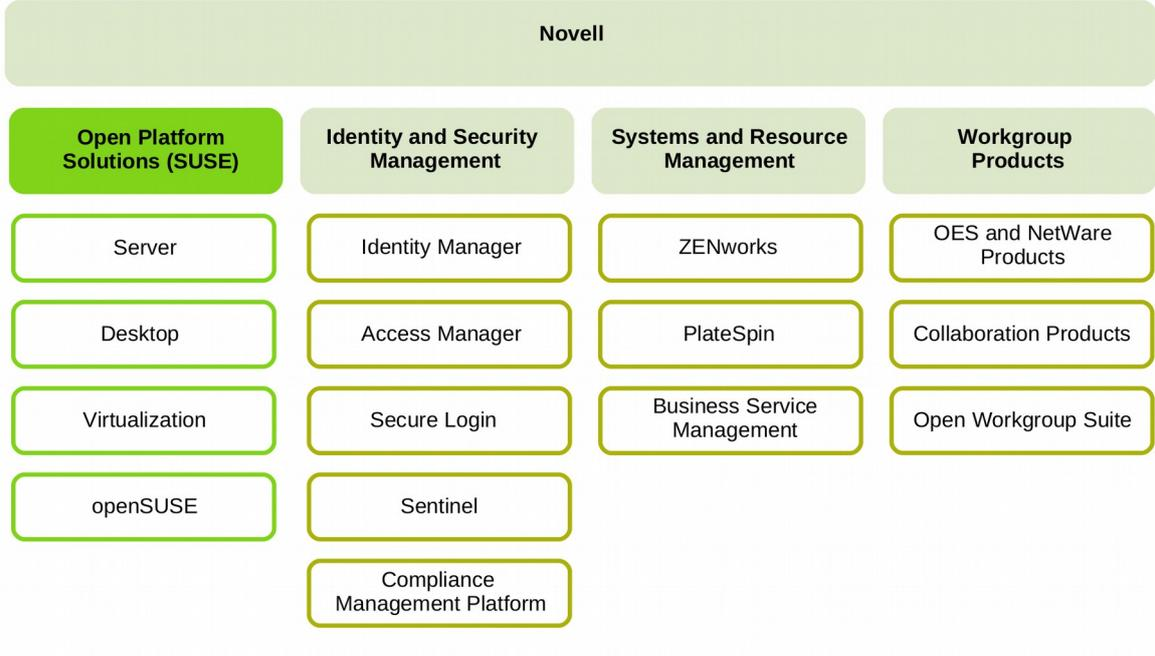 Novell
Open Platform
Solutions (SUSE)
Server
Desktop
Virtualization
openSUSE
Identity and Security
Management
Identity Manager
Access Manager
Secure Login
Sentinel
Compliance
Management Platform
Systems and Resource
Management
ZENworks
PlateSpin
Business Service
Management
Workgroup
Products
OES and NetWare
Products
Collaboration Products
Open Workgroup Suite